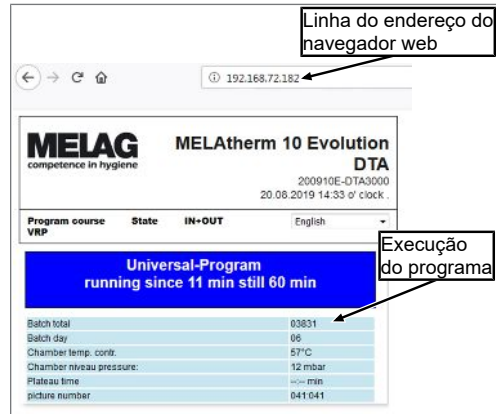 Linha do endereço do
navegador web
192.168.72.182
MELAG
competence in hygiene
MELAtherm 10 Evolution
DTA
200910E-DTA3000
20.08.2019 14:33 o' clock .
Program course State IN+OUT English
VRP
Execução
do programa
Universal-Program
running since 11 min still 60 min
Batch total 03831
Batch day 06
Chamber temp. contr. 57°C
Chamber niveau pressure: 12 mbar
Plateau time --:-- min
picture number 041:041